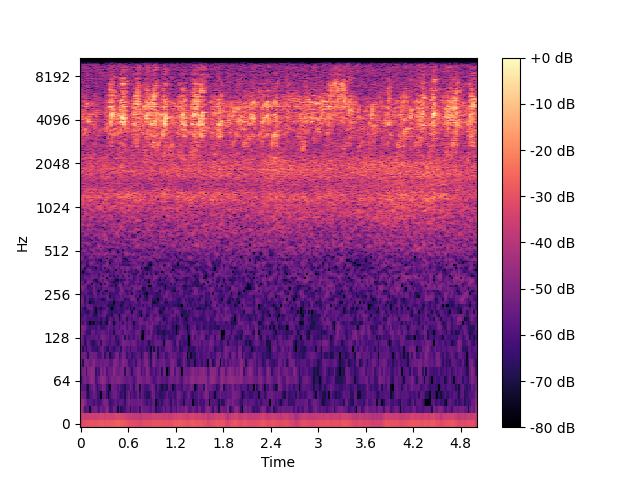 8192
4096
2048
1024
512
256
128
64
0
Hz
0 0.6 1.2 1.8 2.4 3 3.6 4.2 4.8
Time
+0 dB
-10 dB
-20 dB
-30 dB
-40 dB
-50 dB
-60 dB
-70 dB
-80 dB